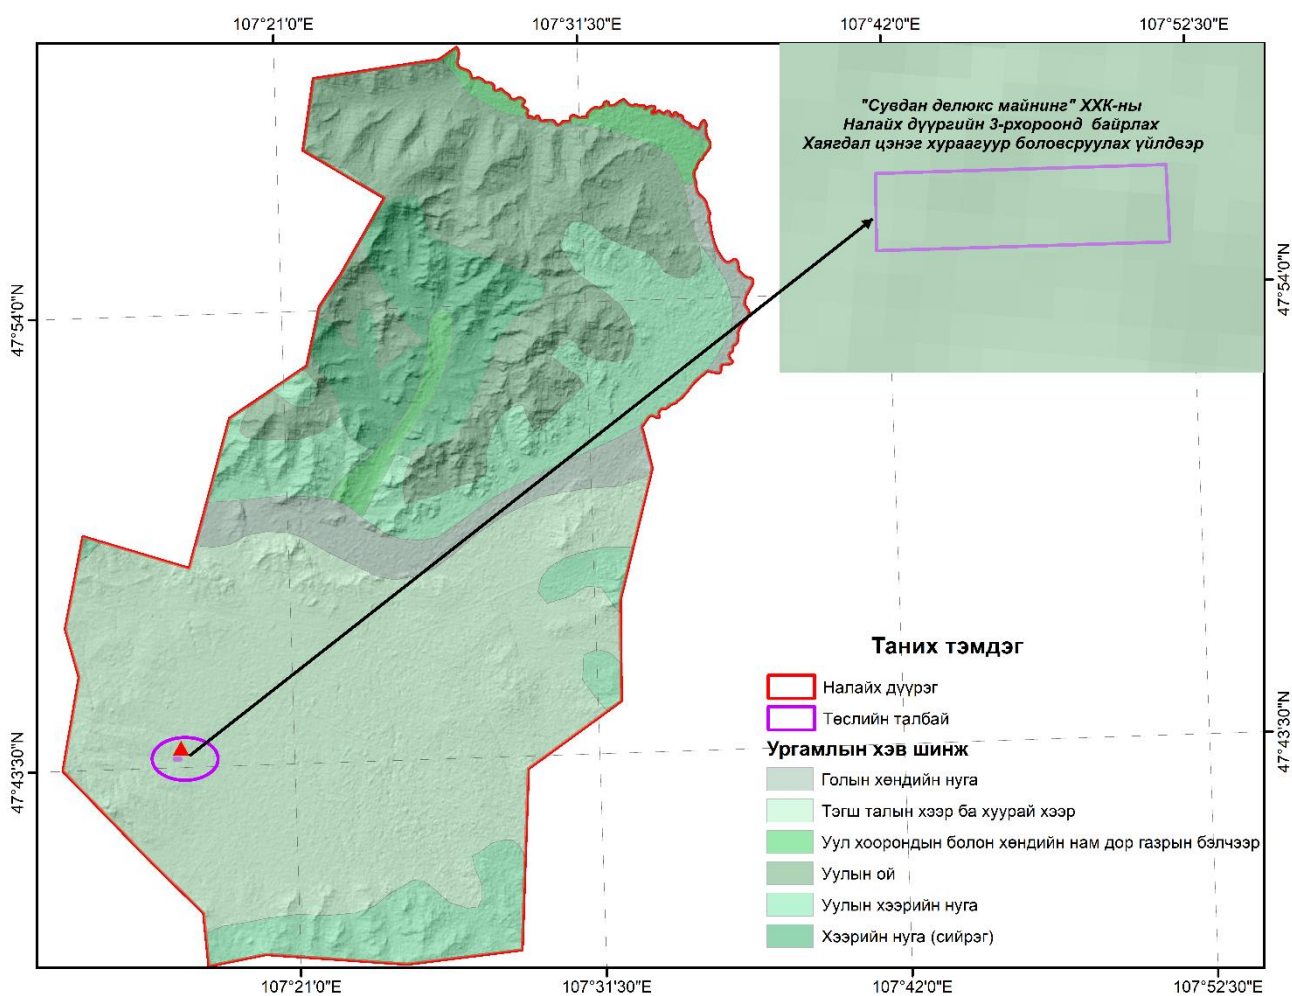 107°21'0"E
107°31'30"E
107°42'0"E
107°52'30"E
"Сувдан делюкс майнинг" ХХК-ны
Налайх дүүргийн 3-рхороонд байрлах
Хаягдал цэнэг хураагуур боловсруулах үйлдвэр
47°54'0"N
47°54'0"N
Таних тэмдэг
Налайх дүүрэг
Төслийн талбай
Ургамлын хэв шинж
Голын хөндийн нуга
Тэгш талын хээр ба хуурай хээр
Уул хоорондын болон хөндийн нам дор газрын бэлчээр
Уулын ой
Уулын хээрийн нуга
Хээрийн нуга (сийрэг)
47°43'30"N
47°43'30"N
107°21'0"E
107°31'30"E
107°42'0"E
107°52'30"E